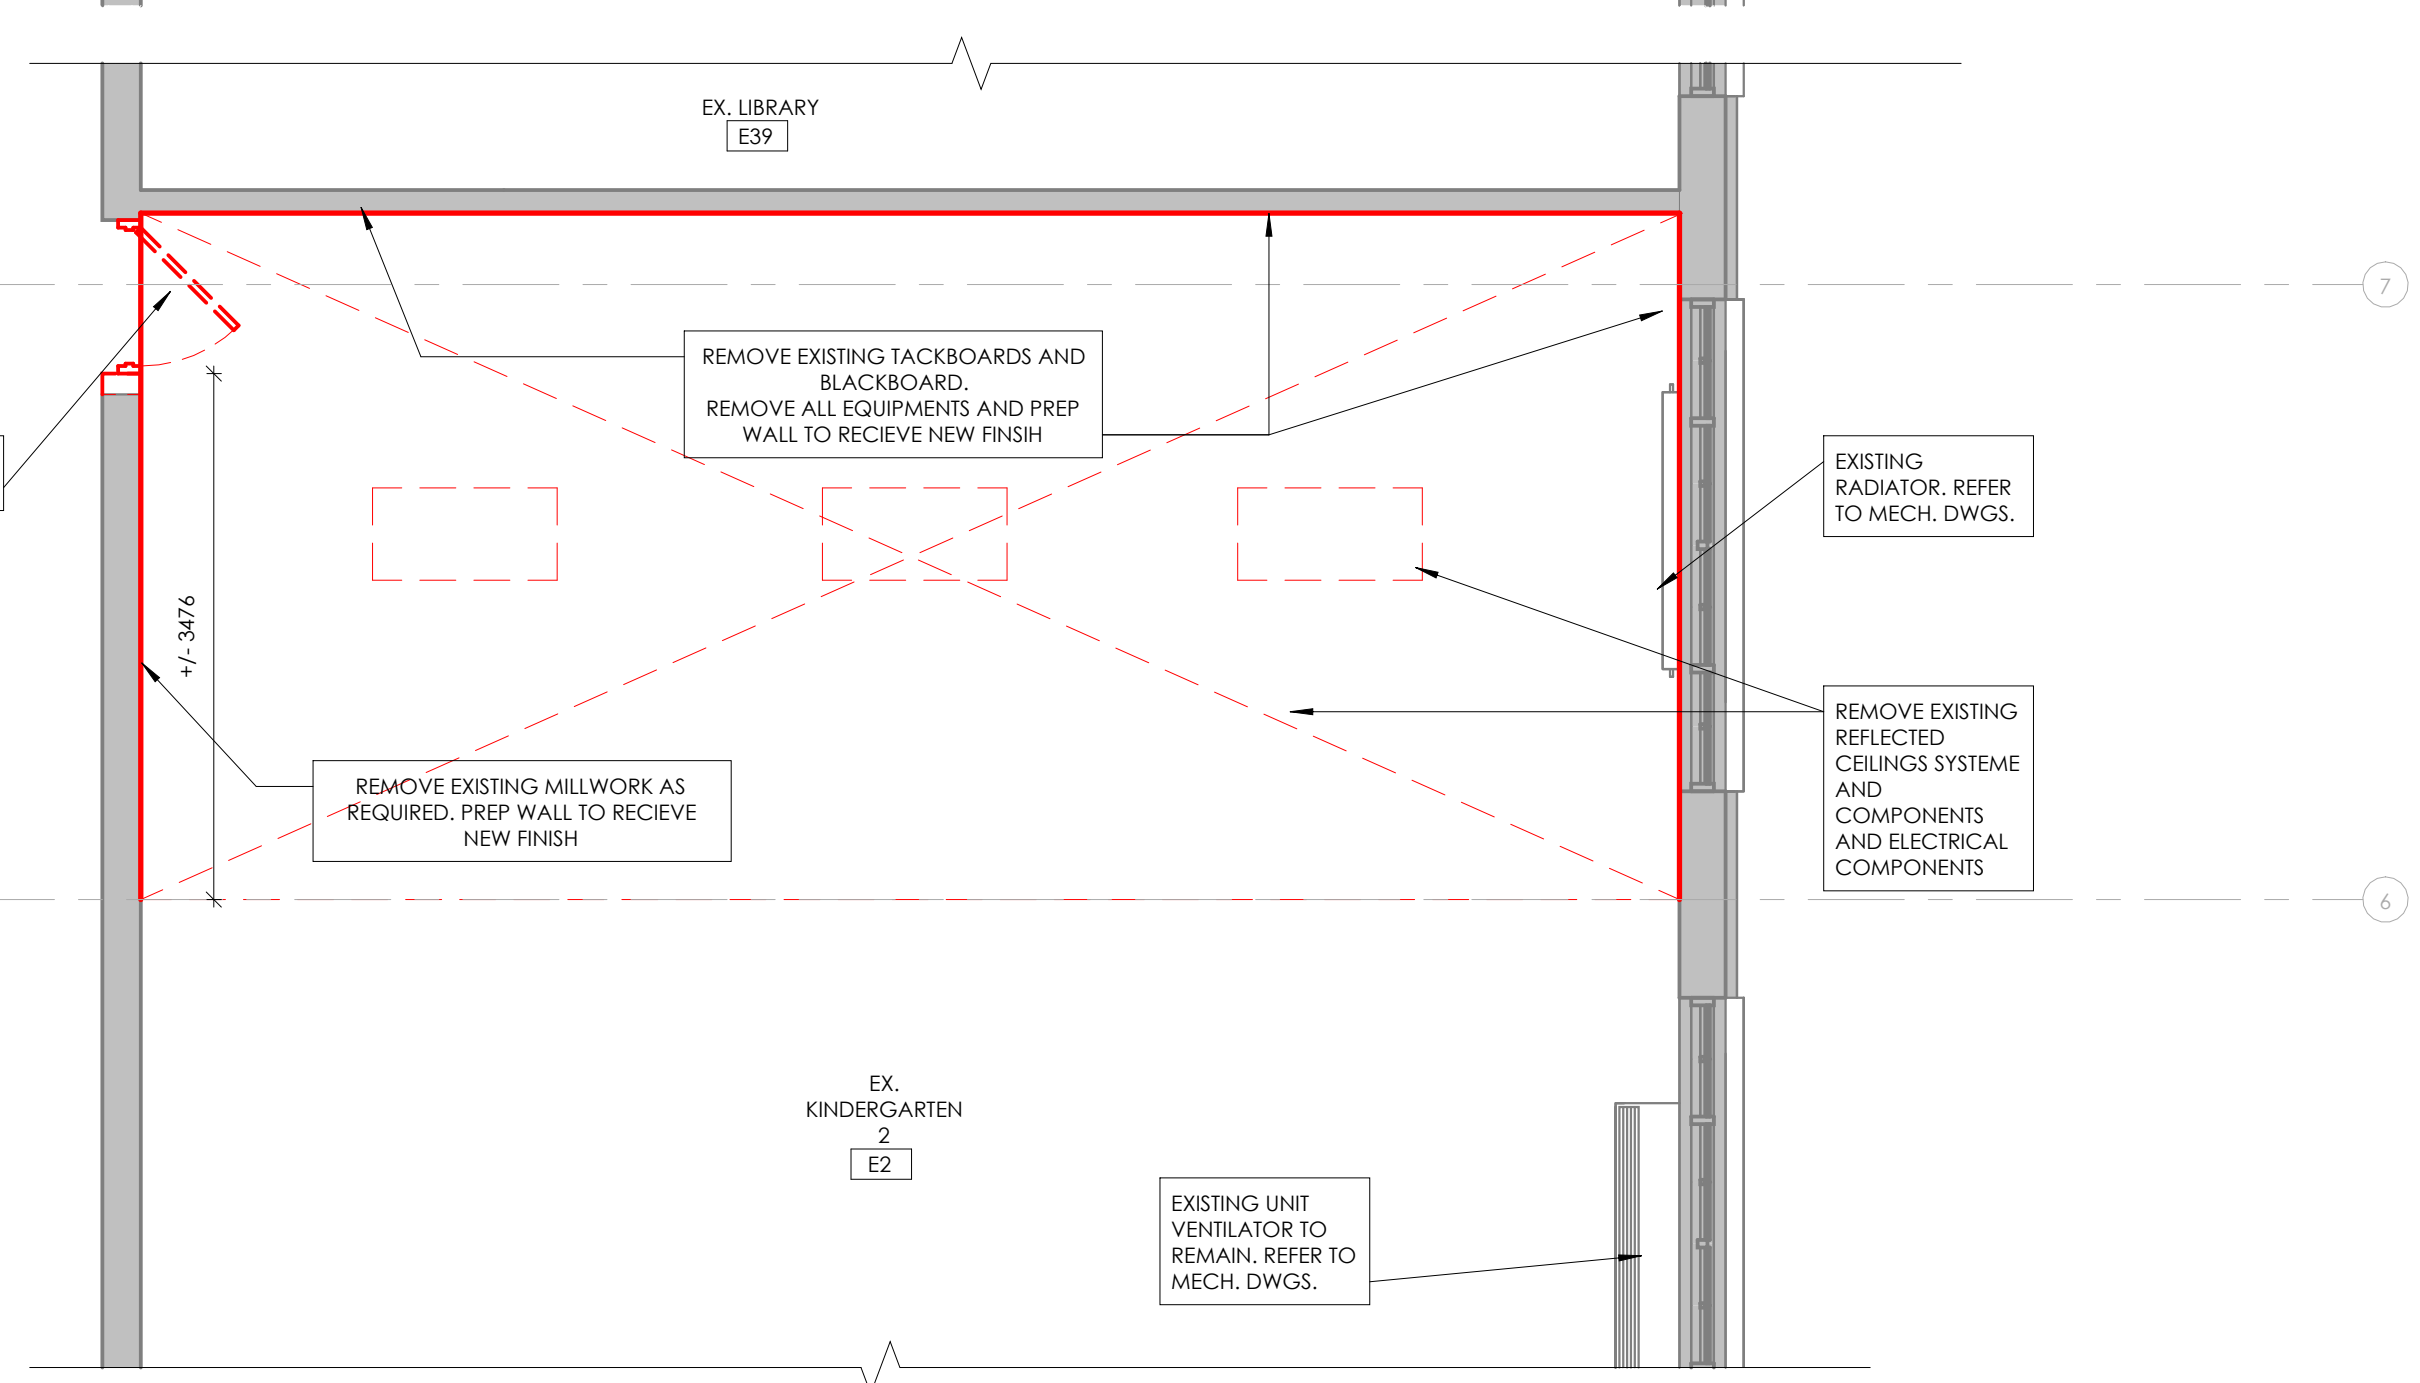 EX. LIBRARY
E39
7
REMOVE EXISTING TACKBOARDS AND
BLACKBOARD.
REMOVE ALL EQUIPMENTS AND PREP
WALL TO RECIEVE NEW FINSIH
EXISTING
RADIATOR. REFER
TO MECH. DWGS.
+/- 3476
REMOVE EXISTING
REFLECTED
CEILINGS SYSTEME
AND
COMPONENTS
AND ELECTRICAL
COMPONENTS
REMOVE EXISTING MILLWORK AS
REQUIRED. PREP WALL TO RECIEVE
NEW FINISH
6
EX.
KINDERGARTEN
2
E2
EXISTING UNIT
VENTILATOR TO
REMAIN. REFER TO
MECH. DWGS.